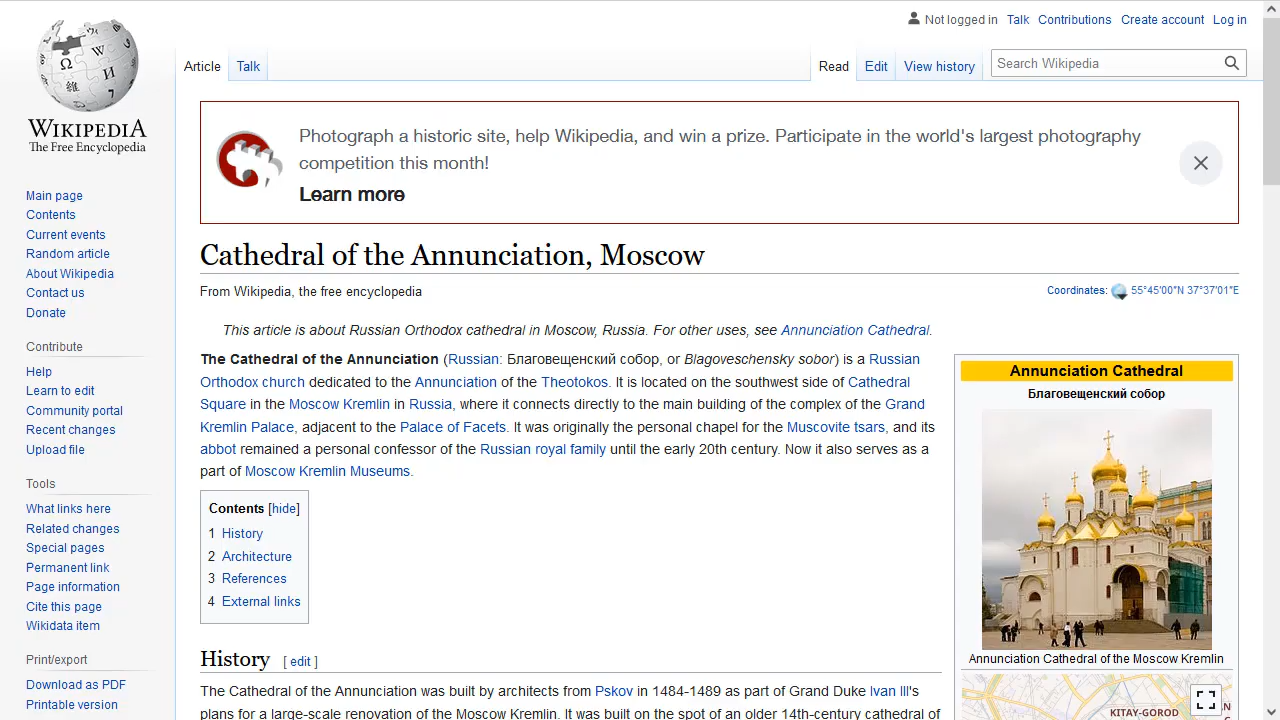 WIKIPEDIA
The Free Encyclopedia
Not logged in Talk Contributions Create account Log in
Article Talk Read Edit View history Search Wikipedia
Photograph a historic site, help Wikipedia, and win a prize. Participate in the world's largest photography
competition this month!
Learn more
Main page
Contents
Current events
Random article
About Wikipedia
Contact us
Donate
Contribute
Help
Learn to edit
Community portal
Recent changes
Upload file
Tools
What links here
Related changes
Special pages
Permanent link
Page information
Cite this page
Wikidata item
Print/export
Download as PDF
Printable version
Cathedral of the Annunciation, Moscow
From Wikipedia, the free encyclopedia
Coordinates: 55°45′00″N 37°37′01″E
This article is about Russian Orthodox cathedral in Moscow, Russia. For other uses, see Annunciation Cathedral.
The Cathedral of the Annunciation (Russian: Благовещенский собор, or Blagoveschensky sobor) is a Russian
Orthodox church dedicated to the Annunciation of the Theotokos. It is located on the southwest side of Cathedral
Square in the Moscow Kremlin in Russia, where it connects directly to the main building of the complex of the Grand
Kremlin Palace, adjacent to the Palace of Facets. It was originally the personal chapel for the Muscovite tsars, and its
abbot remained a personal confessor of the Russian royal family until the early 20th century. Now it also serves as a
part of Moscow Kremlin Museums.
Contents [hide]
1 History
2 Architecture
3 References
4 External links
History [ edit ]
The Cathedral of the Annunciation was built by architects from Pskov in 1484-1489 as part of Grand Duke Ivan III's
plans for a large-scale renovation of the Moscow Kremlin. It was built on the spot of an older 14th-century cathedral of
Annunciation Cathedral
Благовещенский собор
Annunciation Cathedral of the Moscow Kremlin
KITAY-GOROD